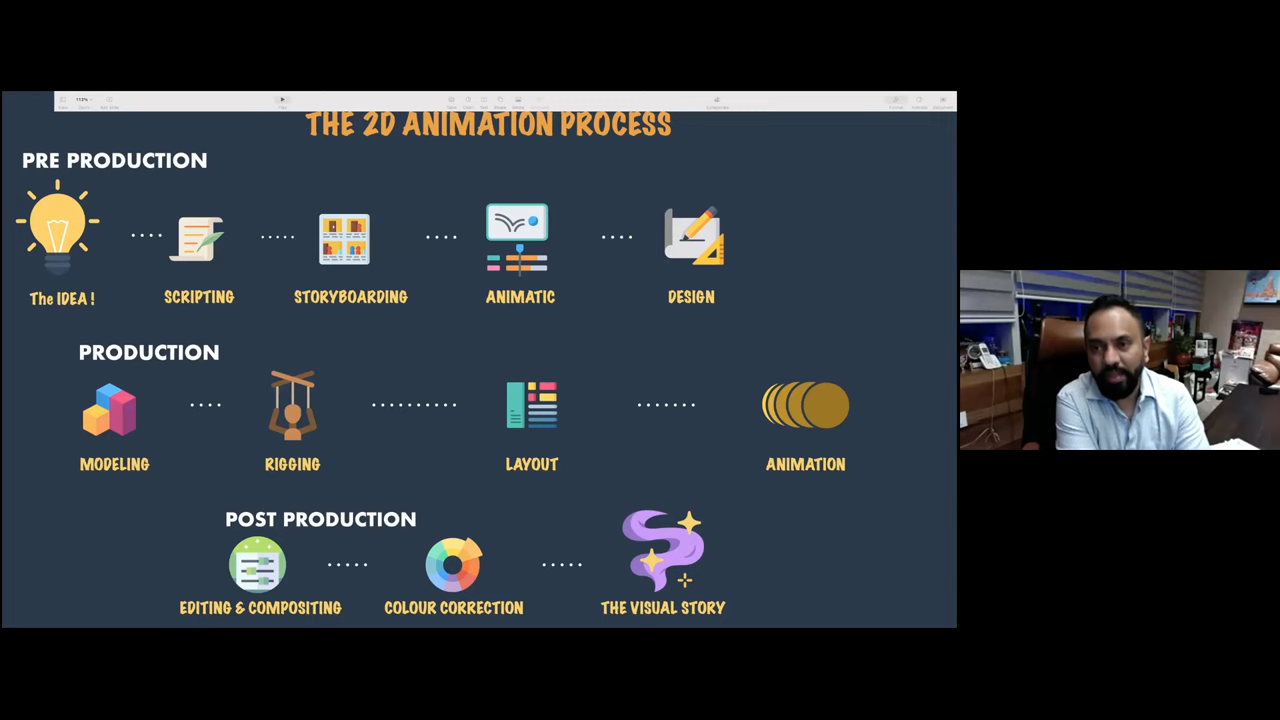 113%
THE 2D ANIMATION PROCESS
PRE PRODUCTION
The IDEA !
SCRIPTING
STORYBOARDING
ANIMATIC
DESIGN
PRODUCTION
MODELING
RIGGING
LAYOUT
ANIMATION
POST PRODUCTION
EDITING & COMPOSITING
COLOUR CORRECTION
THE VISUAL STORY